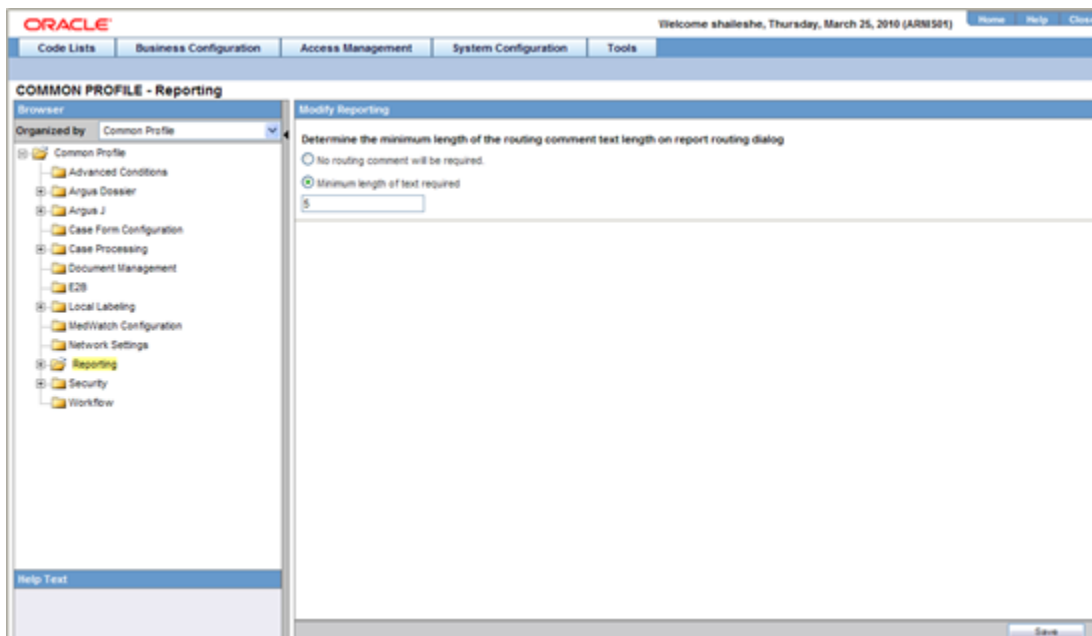 ORACLE
Welcome shaileshe, Thursday, March 25, 2010 (ARMIS01)
Home Help Close
Code Lists Business Configuration Access Management System Configuration Tools
COMMON PROFILE - Reporting
Browser
Organized by Common Profile
Common Profile
Advanced Conditions
Argus Dossier
Argus J
Case Form Configuration
Case Processing
Document Management
E2B
Local Labeling
MedWatch Configuration
Network Settings
Reporting
Security
Workflow
Help Text
Modify Reporting
Determine the minimum length of the routing comment text length on report routing dialog
No routing comment will be required.
Minimum length of text required
5
Save